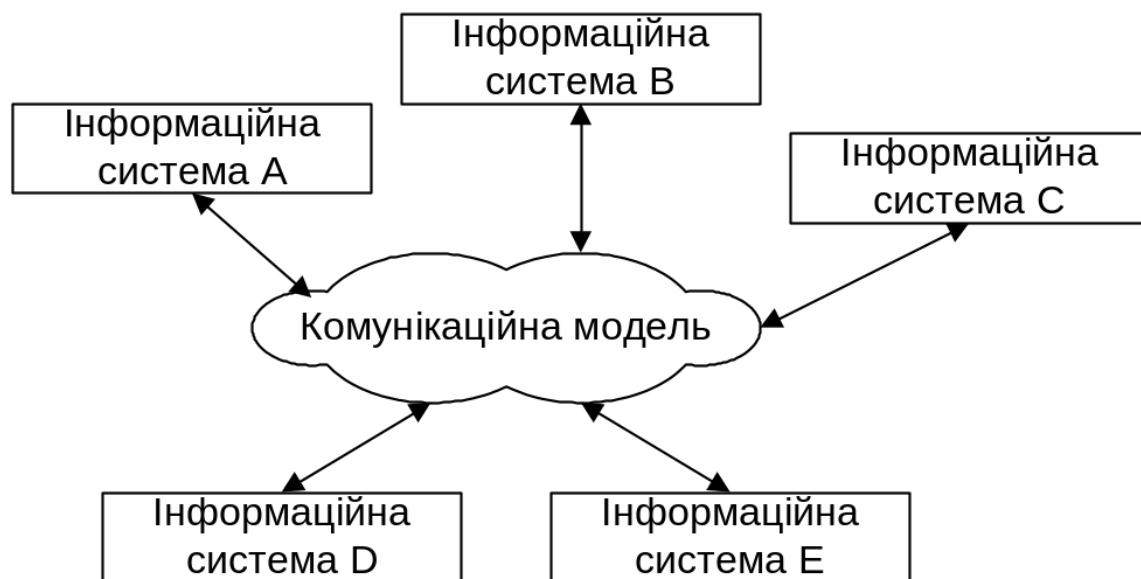 Інформаційна
система B
Інформаційна
система A
Інформаційна
система C
Комунікаційна модель
Інформаційна
система D
Інформаційна
система E